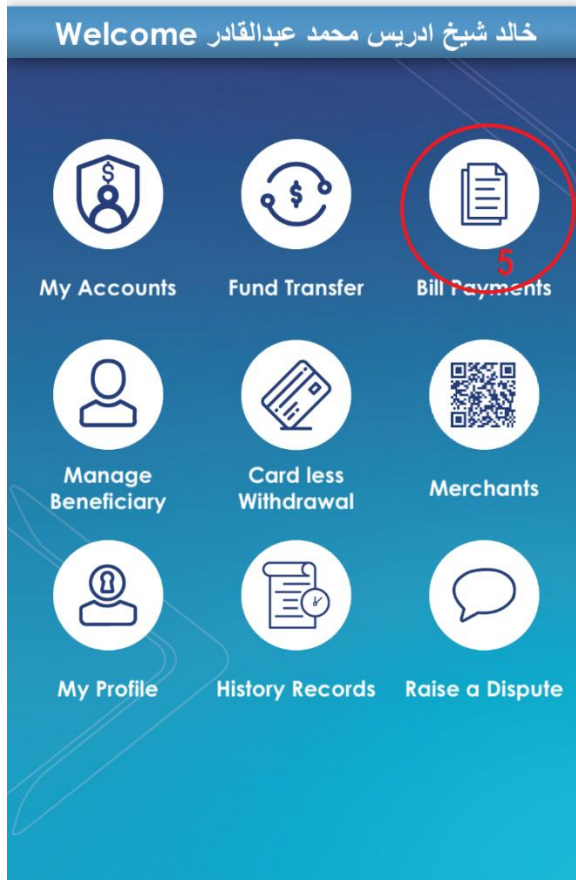 Welcome خالد شيخ ادريس محمد عبدالقادر
$
$
5
My Accounts
Fund Transfer
Bill Payments
Manage
Beneficiary
Card less
Withdrawal
Merchants
My Profile
History Records
Raise a Dispute